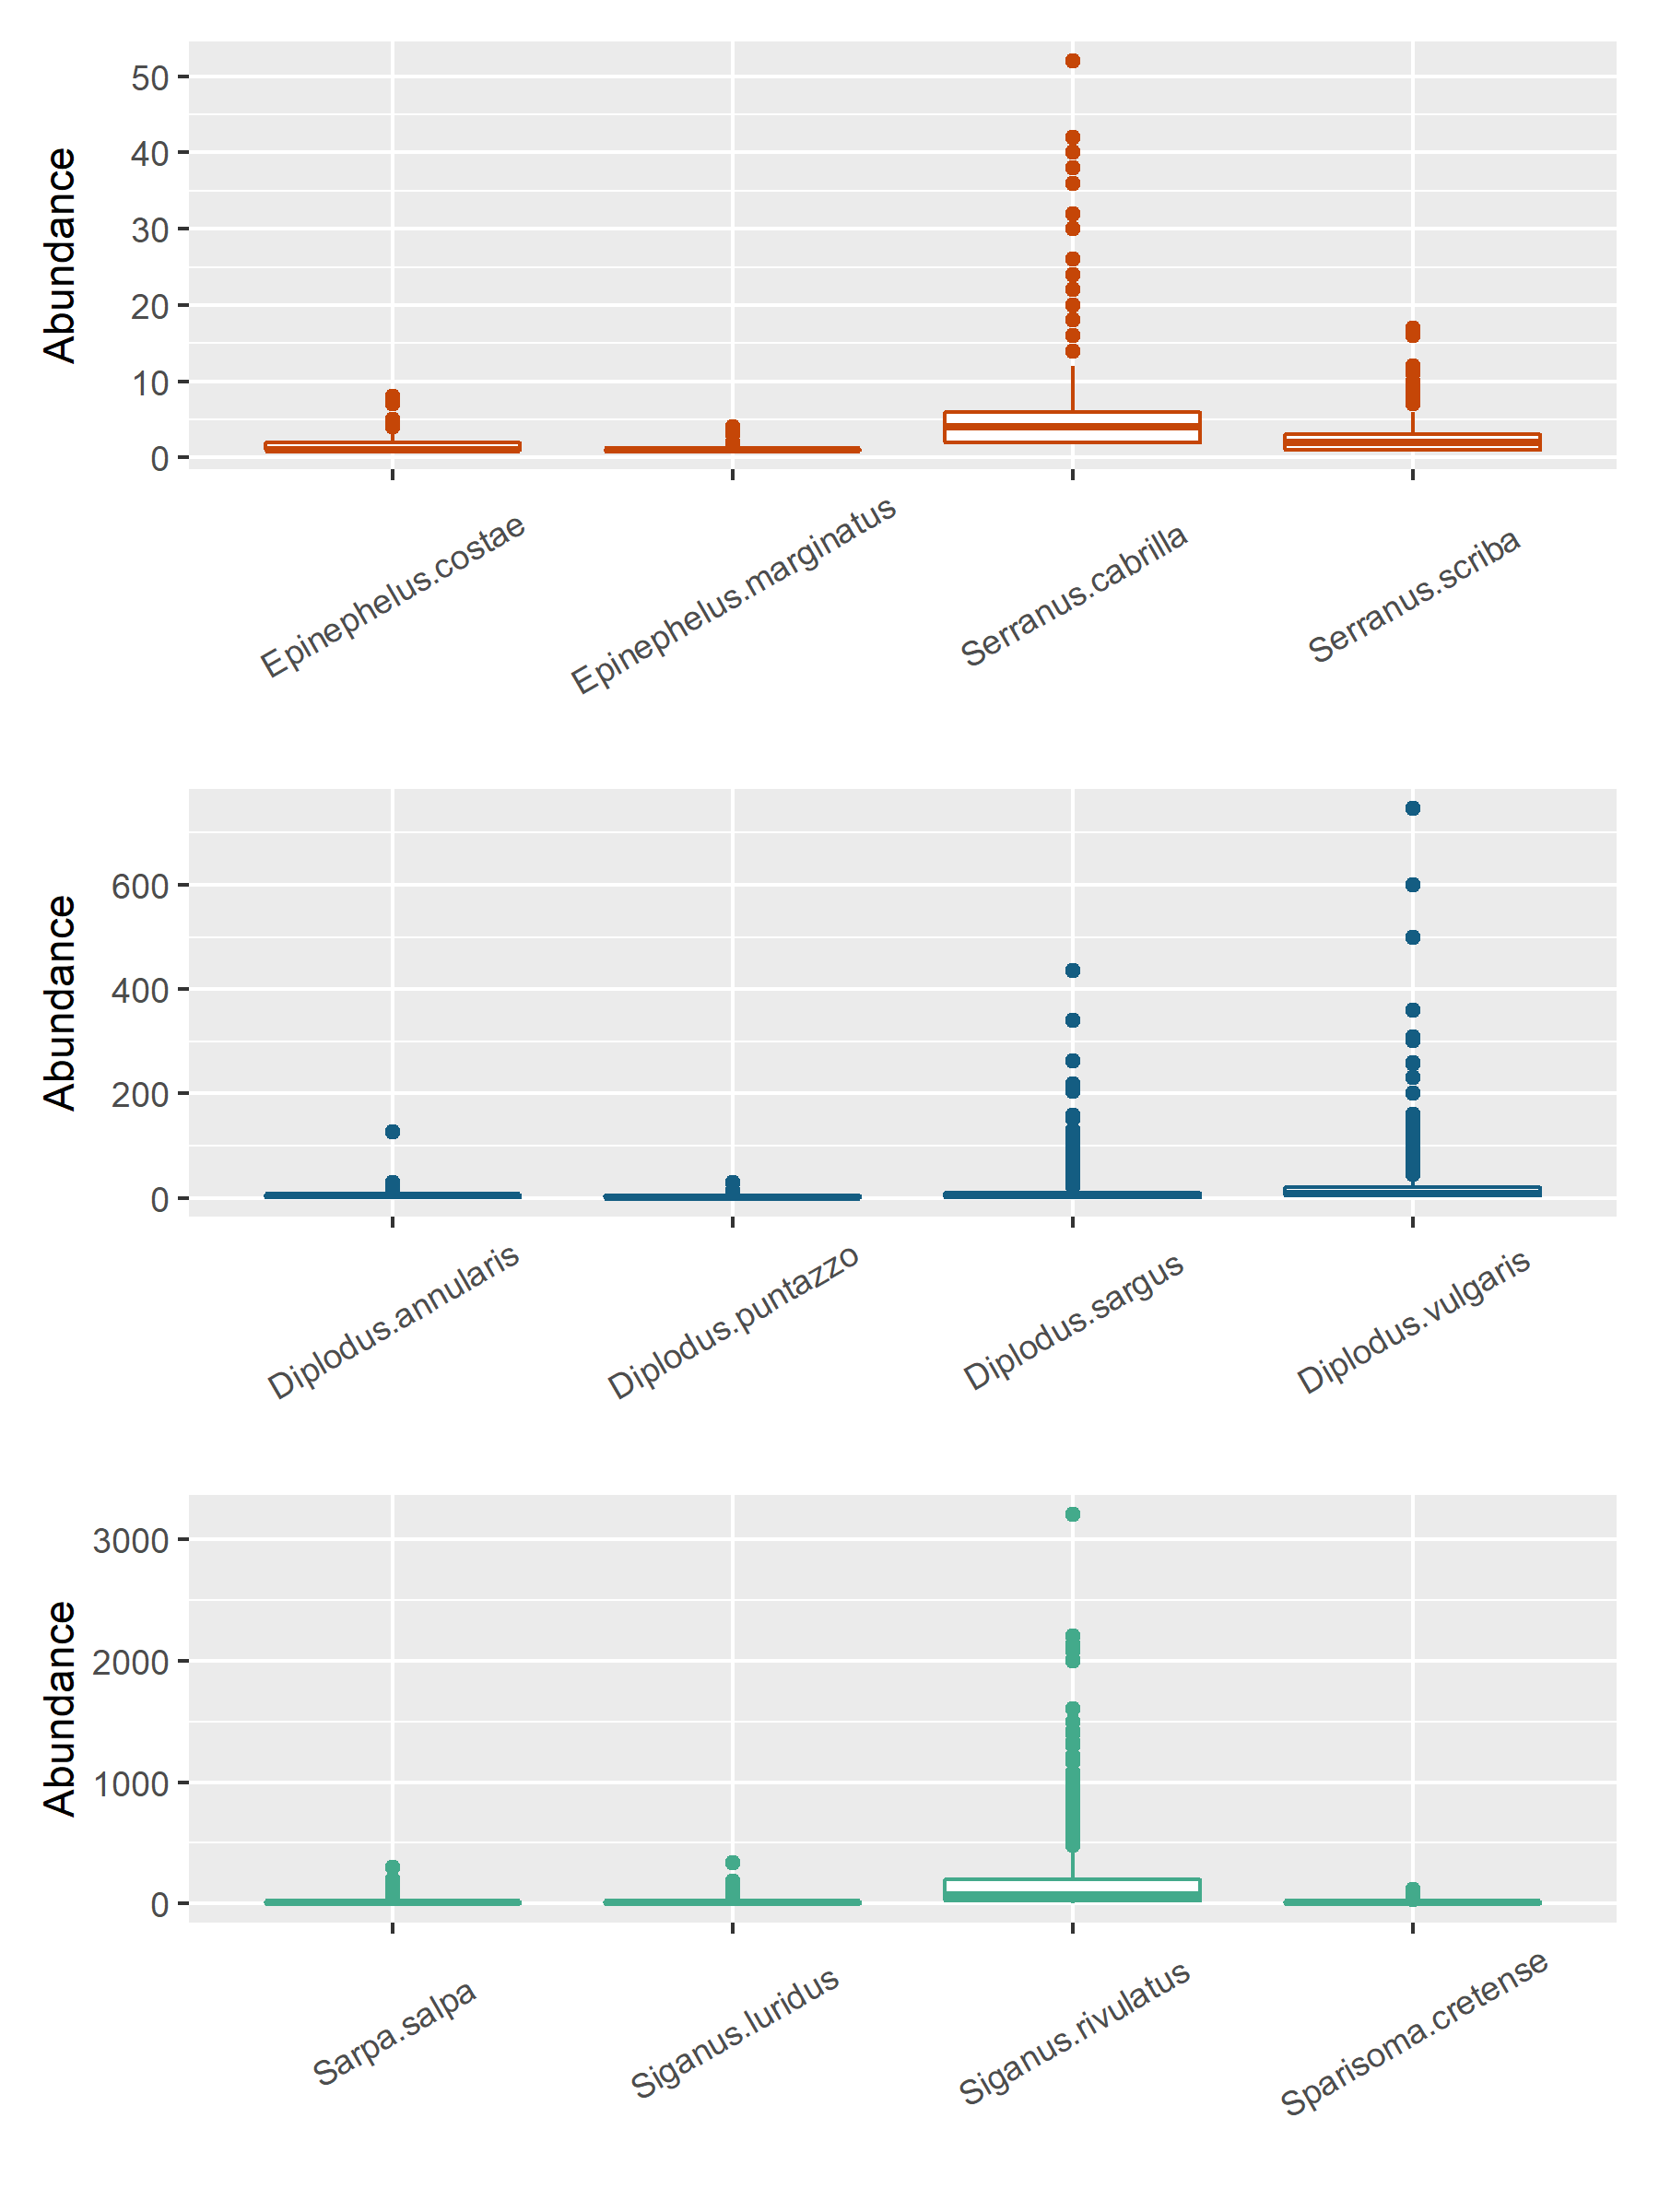 Abundance
50
40
30
20
10
0
Epinephelus.costae
Epinephelus.marginatus
Serranus.cabrilla
Serranus.scriba
Abundance
600
400
200
0
Diplodus.annularis
Diplodus.puntazzo
Diplodus.sargus
Diplodus.vulgaris
Abundance
3000
2000
1000
0
Sarpa.salpa
Siganus.luridus
Siganus.rivulatus
Sparisoma.cretense